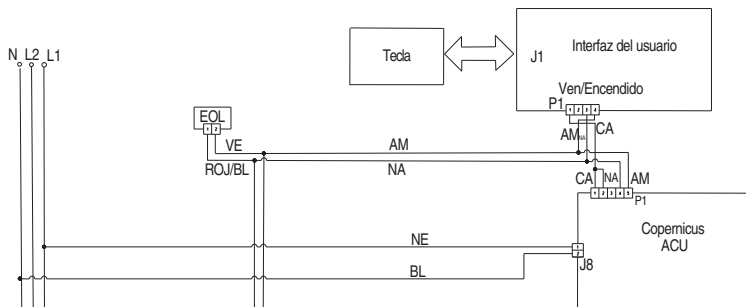 N L2 L1
Tecla
J1
Interfaz del usuario
Ven/Encendido
P1
1 2 3 4
AM
NA
CA
EOL
1 2
VE
AM
ROJ/BL
NA
CA
NA
AM
1 2 3 4 5
P1
Copernicus
ACU
NE
1
2
J8
BL